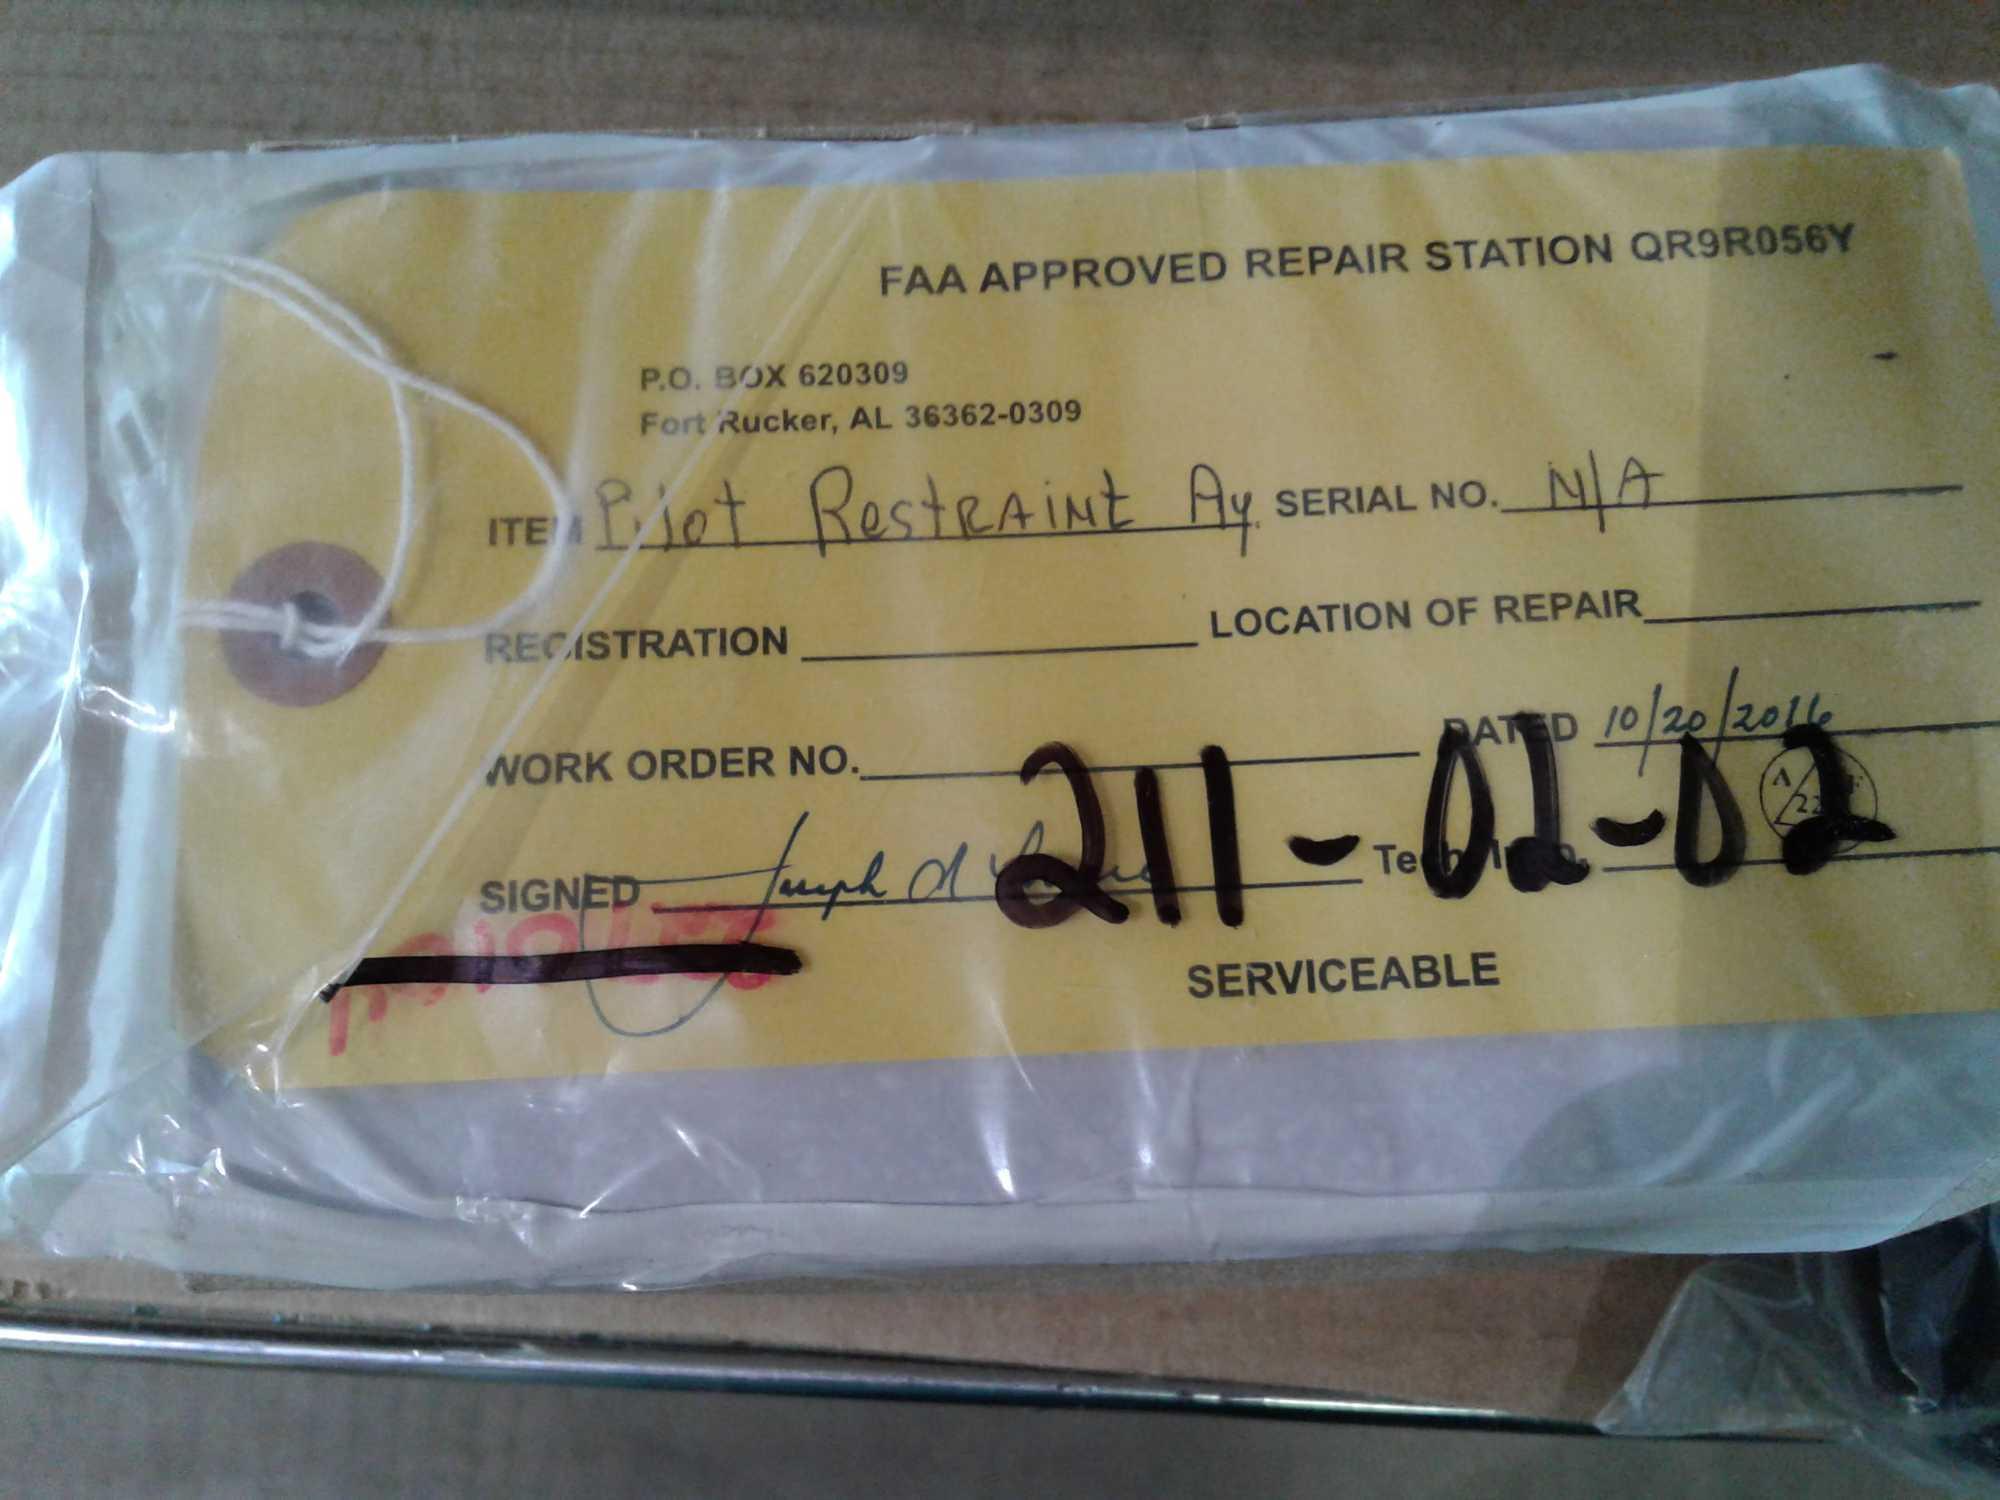 FAA APPROVED REPAIR STATION QR9R056Y
P.O. BOX 620309
Fort Rucker, AL 36362-0309
ITEM Pilot RestRAiNt Ay. SERIAL NO. N/A
REGISTRATION LOCATION OF REPAIR
WORK ORDER NO. DATED 10/20/2016
211-02-02
SIGNED Joseph
SERVICEABLE